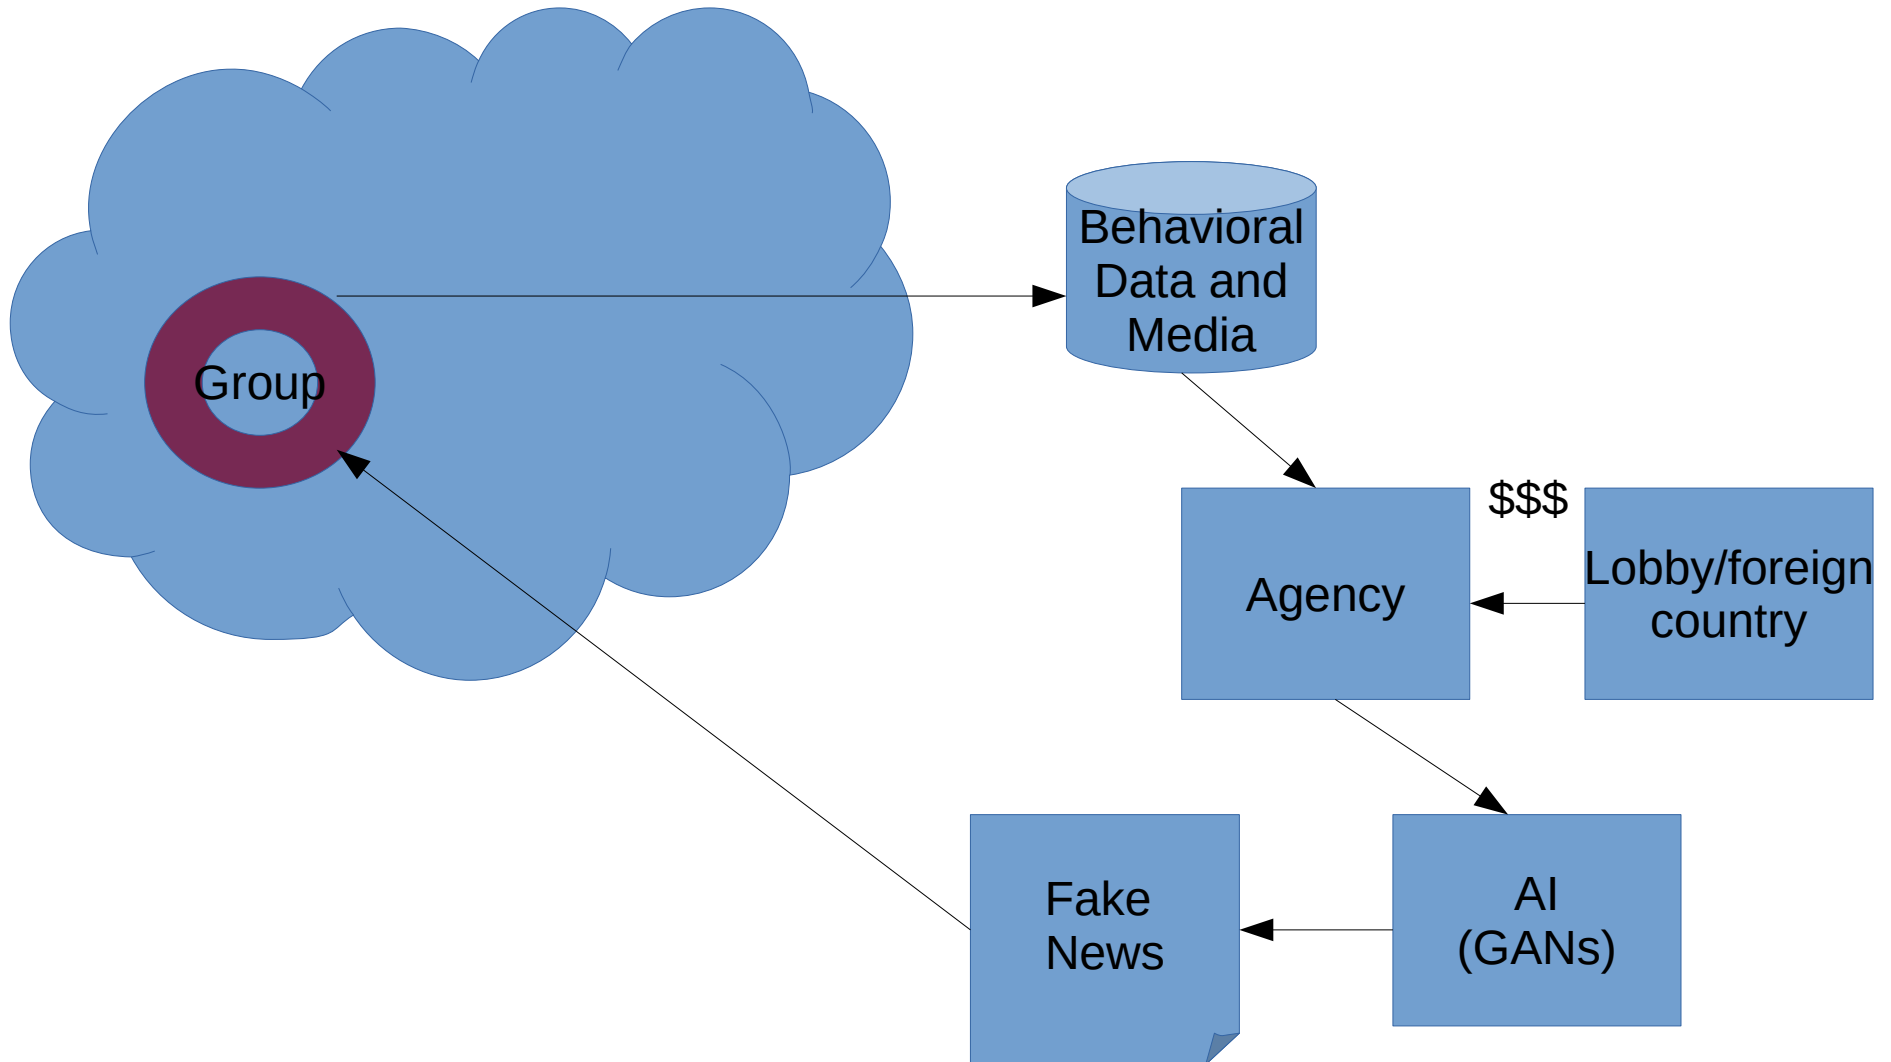 Behavioral
Data and
Media
Group
$$$
Agency
Lobby/foreign
country
Fake
News
AI
(GANs)